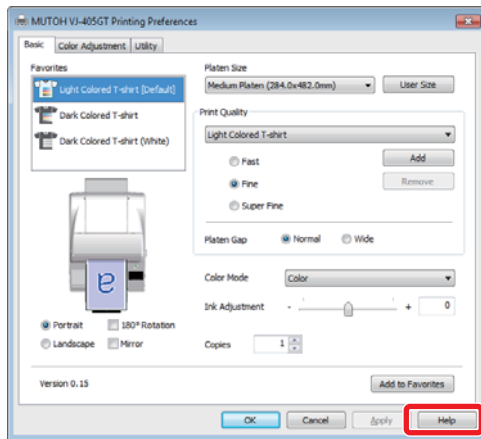 MUTOH VJ-405GT Printing Preferences
Basic Color Adjustment Utility
Favorites
Light Colored T-shirt [Default]
Dark Colored T-shirt
Dark Colored T-shirt (White)
a
Portrait 180° Rotation
Landscape Mirror
Platen Size
Medium Platen (284.0x482.0mm) User Size
Print Quality
Light Colored T-shirt
Fast Add
Fine Remove
Super Fine
Platen Gap Normal Wide
Color Mode Color
Ink Adjustment - + 0
Copies 1
Version 0.15 Add to Favorites
OK Cancel Apply Help